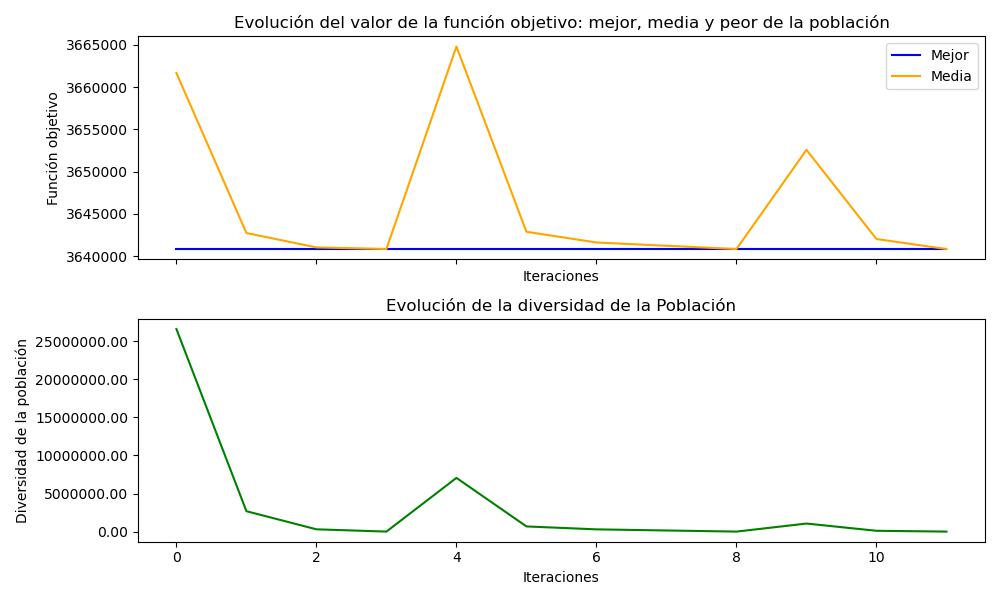 Evolución del valor de la función objetivo: mejor, media y peor de la población
Función objetivo
3665000
3660000
3655000
3650000
3645000
3640000
Mejor
Media
Iteraciones
Evolución de la diversidad de la Población
Diversidad de la población
25000000.00
20000000.00
15000000.00
10000000.00
5000000.00
0.00
0 2 4 6 8 10
Iteraciones